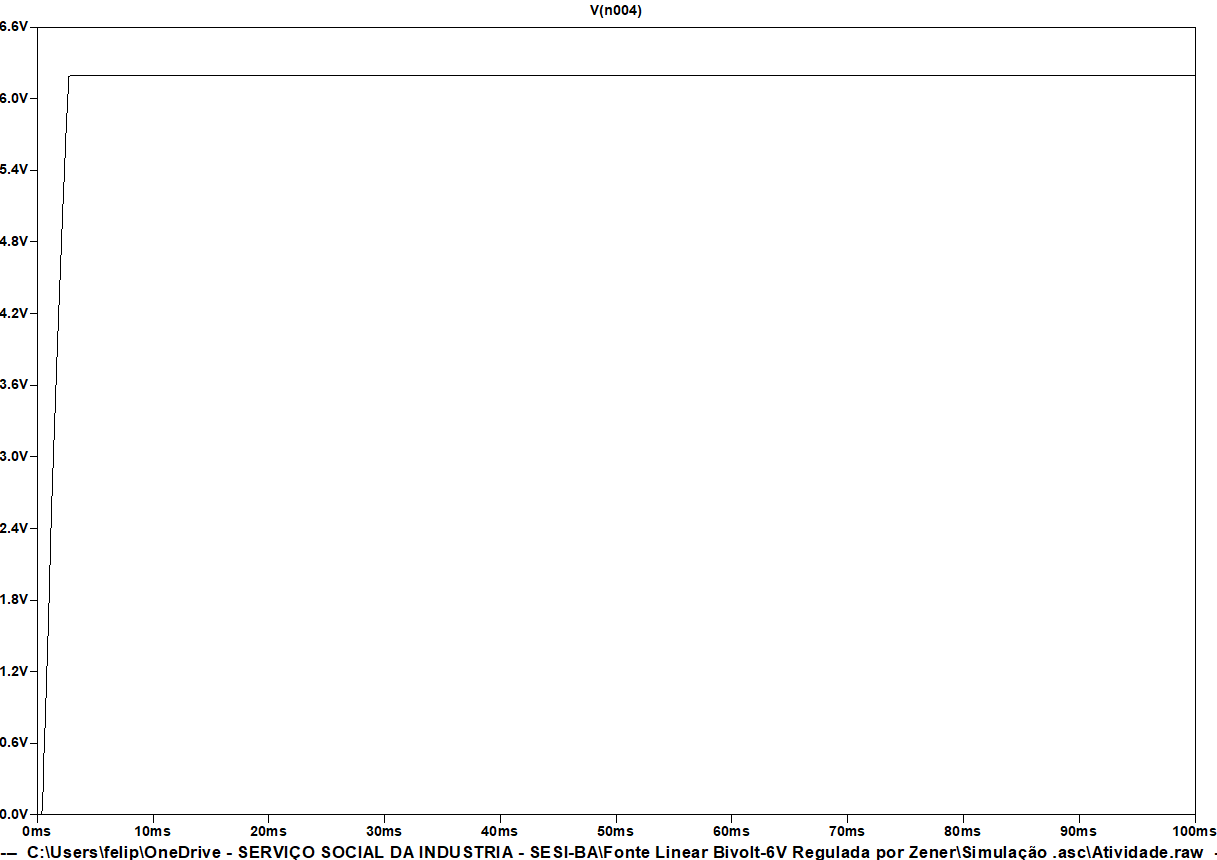 V(n004)
6.6V
6.0V
5.4V
4.8V
4.2V
3.6V
3.0V
2.4V
1.8V
1.2V
0.6V
0.0V
0ms 10ms 20ms 30ms 40ms 50ms 60ms 70ms 80ms 90ms 100ms
--- C:\Users\felip\OneDrive - SERVIÇO SOCIAL DA INDUSTRIA - SESI-BA\Fonte Linear Bivolt-6V Regulada por Zener\Simulação .asc\Atividade.raw -